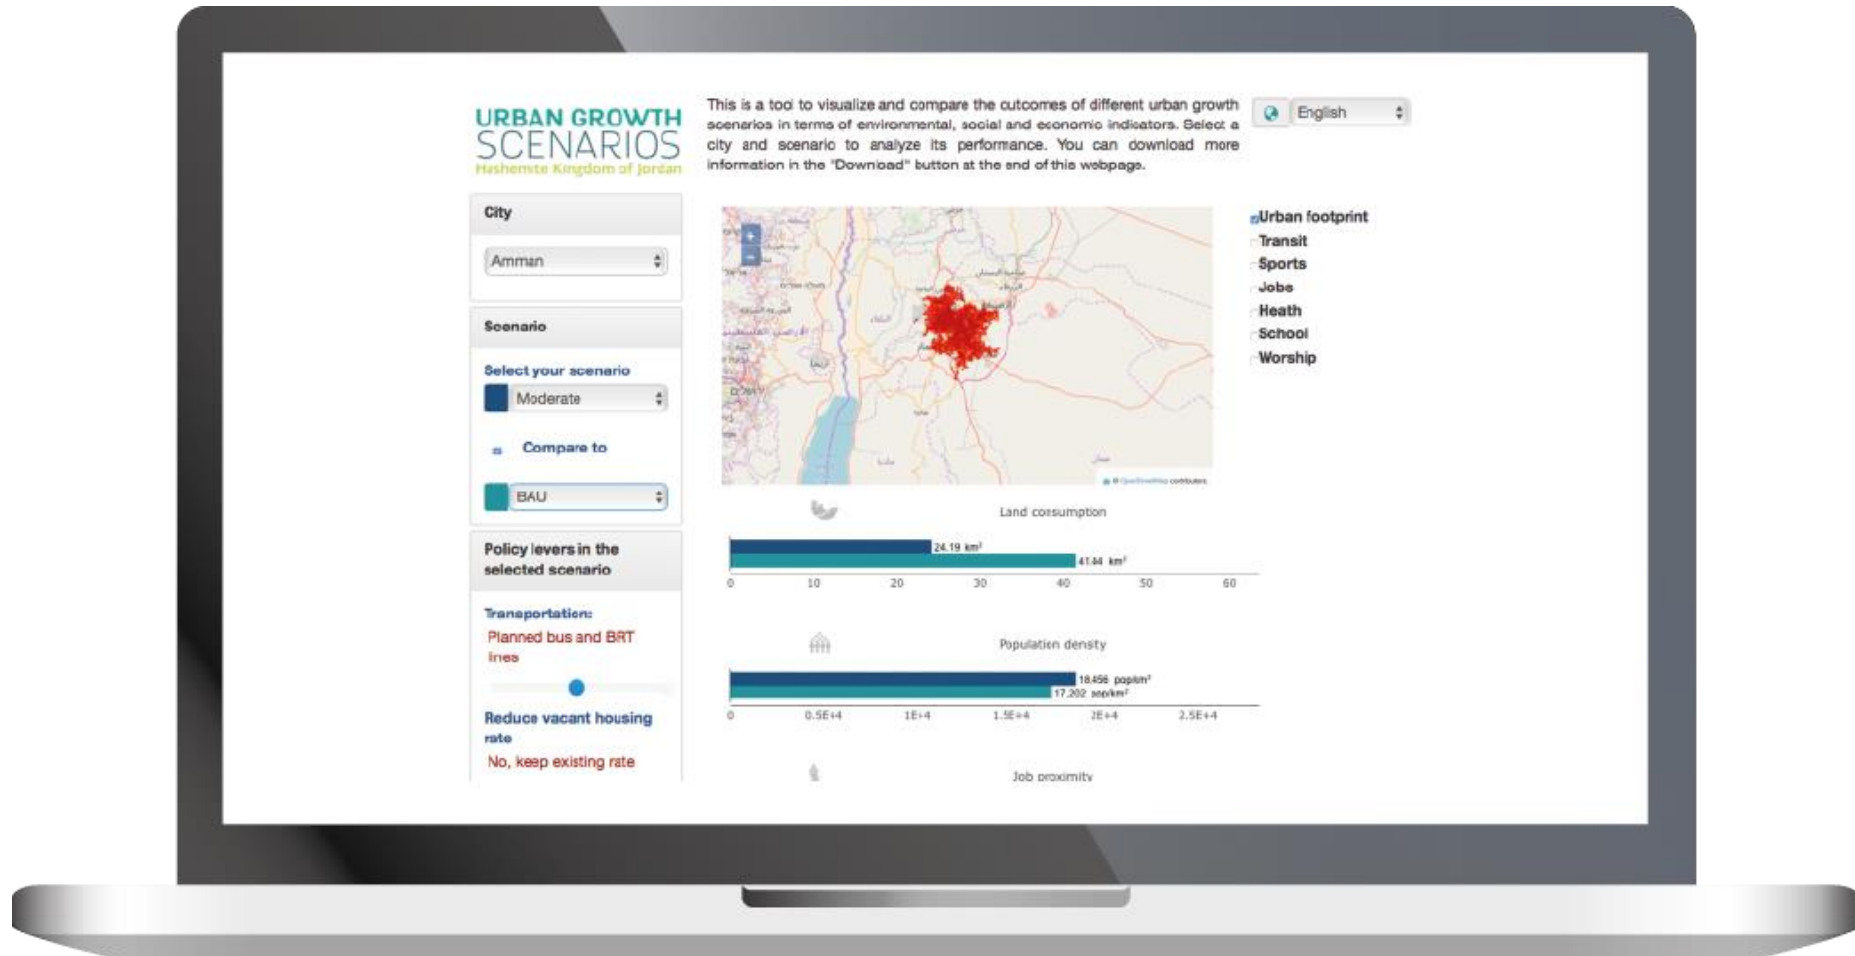 URBAN GROWTH
SCENARIOS
Hashemite Kingdom of Jordan
This is a tool to visualize and compare the outcomes of different urban growth
scenarios in terms of environmental, social and economic indicators. Select a
city and scenario to analyze its performance. You can download more
information in the "Download" button at the end of this webpage.
English
City
Amman
Scenario
Select your scenario
Moderate
Compare to
BAU
Policy levers in the
selected scenario
Transportation:
Planned bus and BRT
lines
Reduce vacant housing
rate
No, keep existing rate
Urban footprint
Transit
Sports
Jobs
Heath
School
Worship
© OpenStreetMap contributors
Land consumption
24.19 km²
km²
0 10 20 30 40 50 60
Population density
18,456 pop/km²
17,202 pop/km²
0 0.5E+4 1E+4 1.5E+4 2E+4 2.5E+4
Job proximity